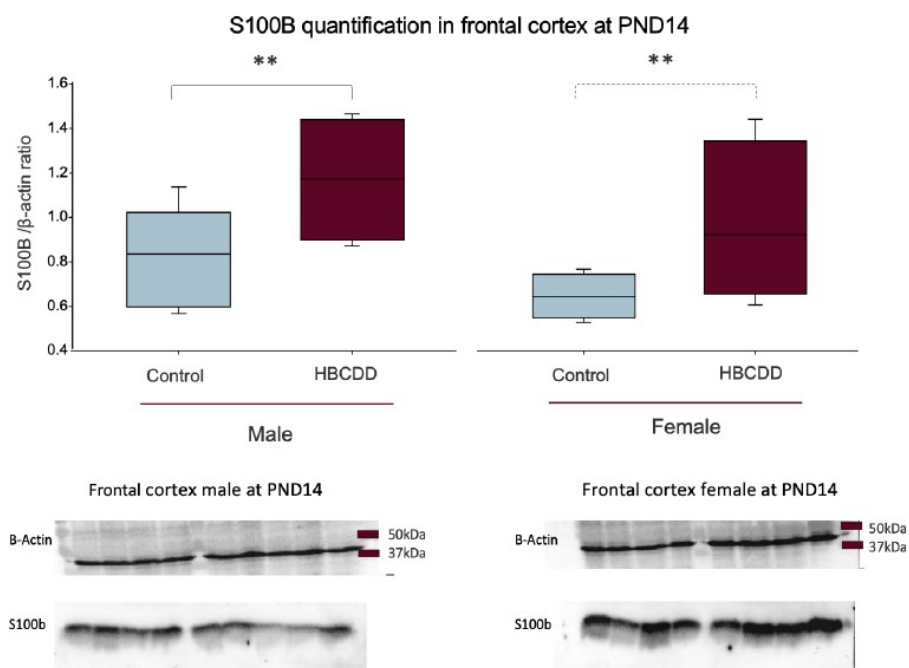 S100B quantification in frontal cortex at PND14
** **
S100B /β-actin ratio
1.6
1.4
1.2
1.0
0.8
0.6
0.4
Control HBCDD Control HBCDD
Male Female
Frontal cortex male at PND14 Frontal cortex female at PND14
B-Actin 50kDa B-Actin 50kDa
37kDa 37kDa
S100b S100b